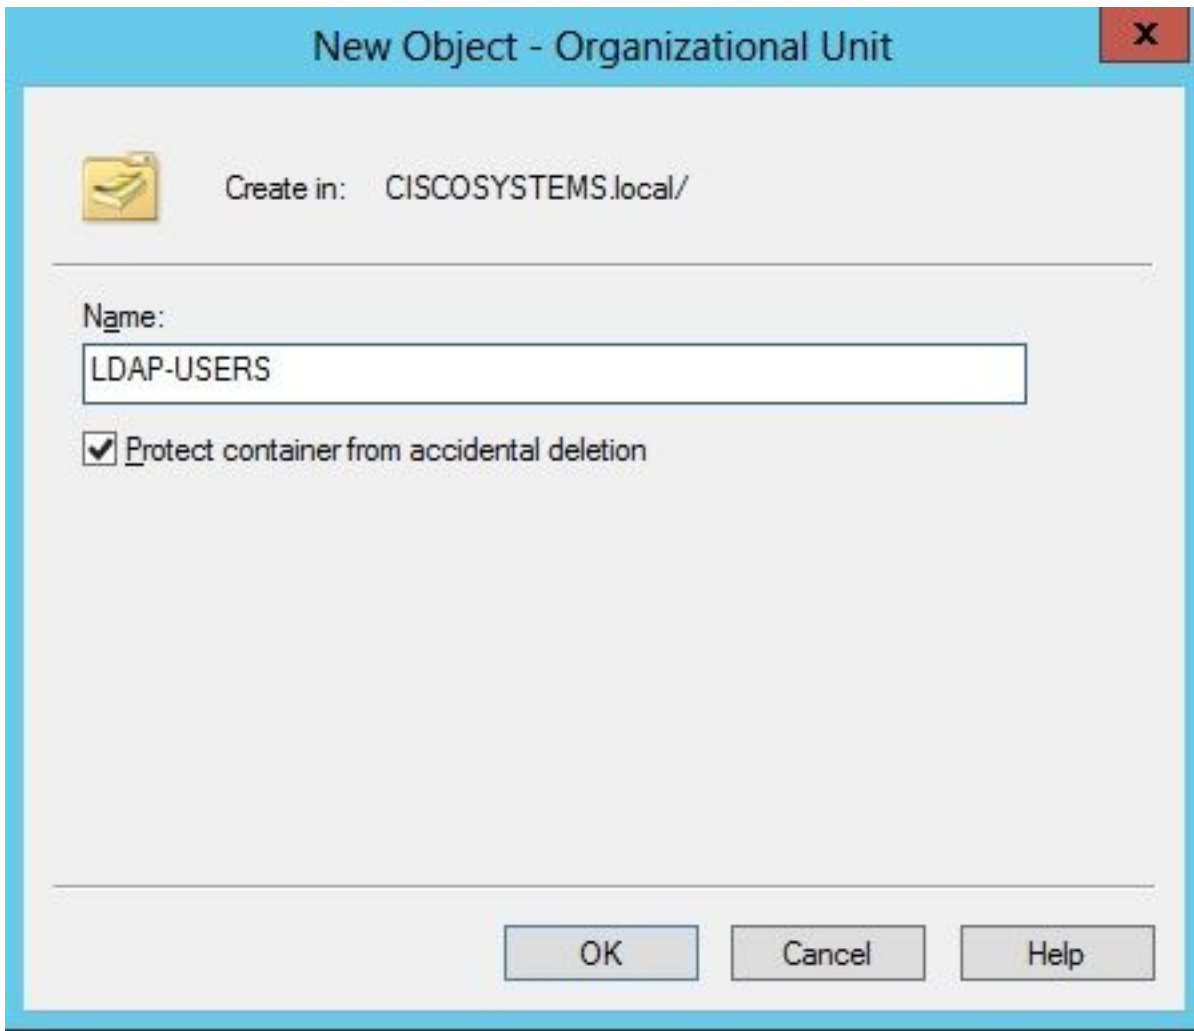 New Object - Organizational Unit
x
Create in: CISCOSYSTEMS.local/
Name:
LDAP-USERS
Protect container from accidental deletion
OK Cancel Help